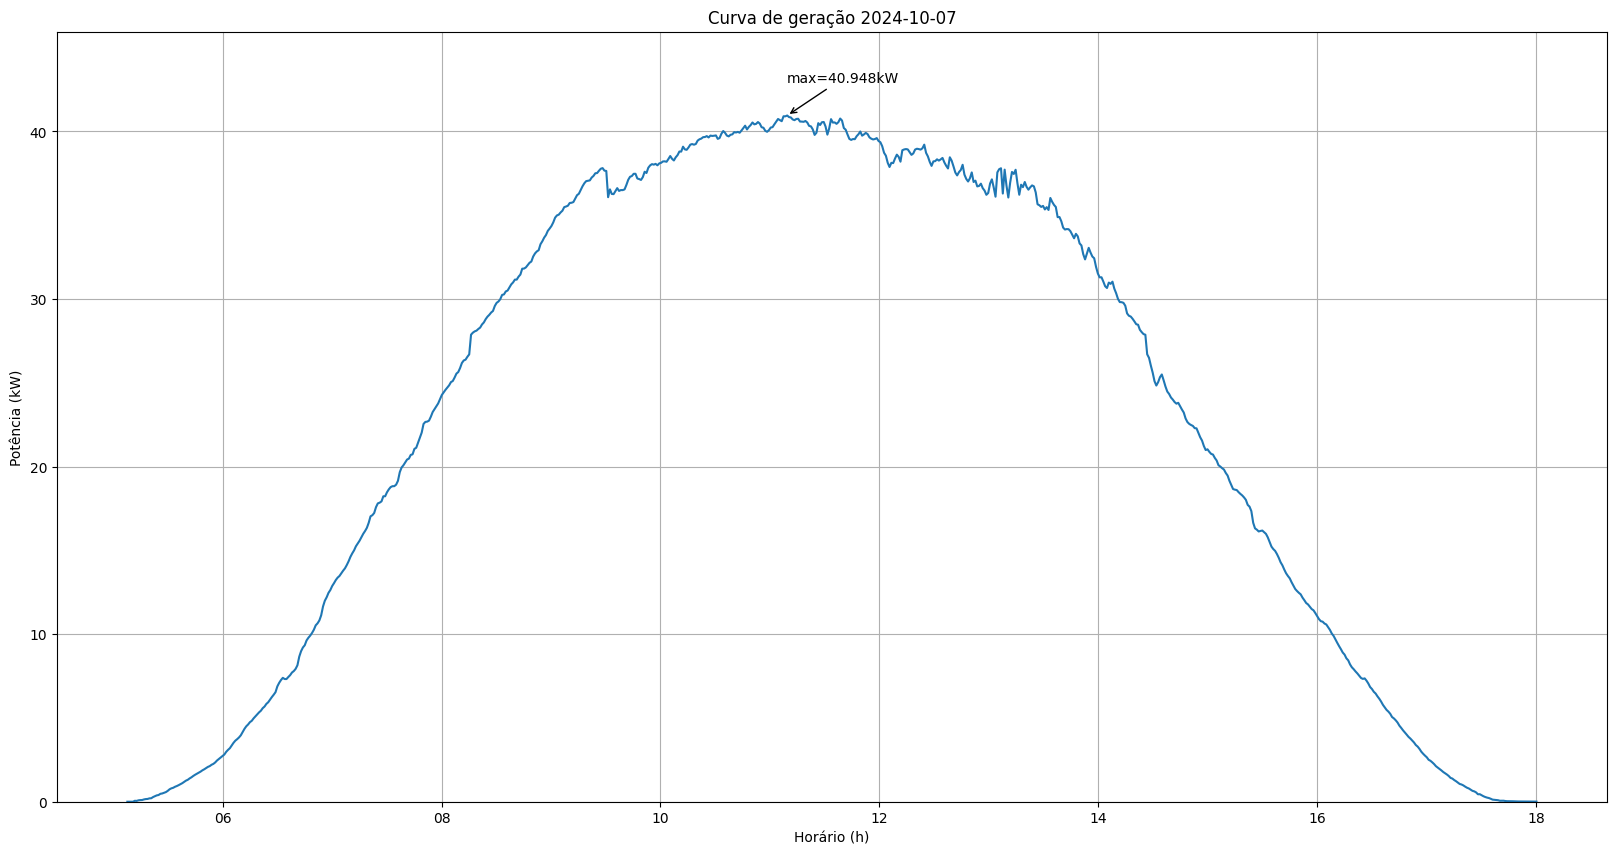 Curva de geração 2024-10-07
max=40.948kW
40
30
20
10
0
Potência (kW)
06 08 10 12 14 16 18
Horário (h)